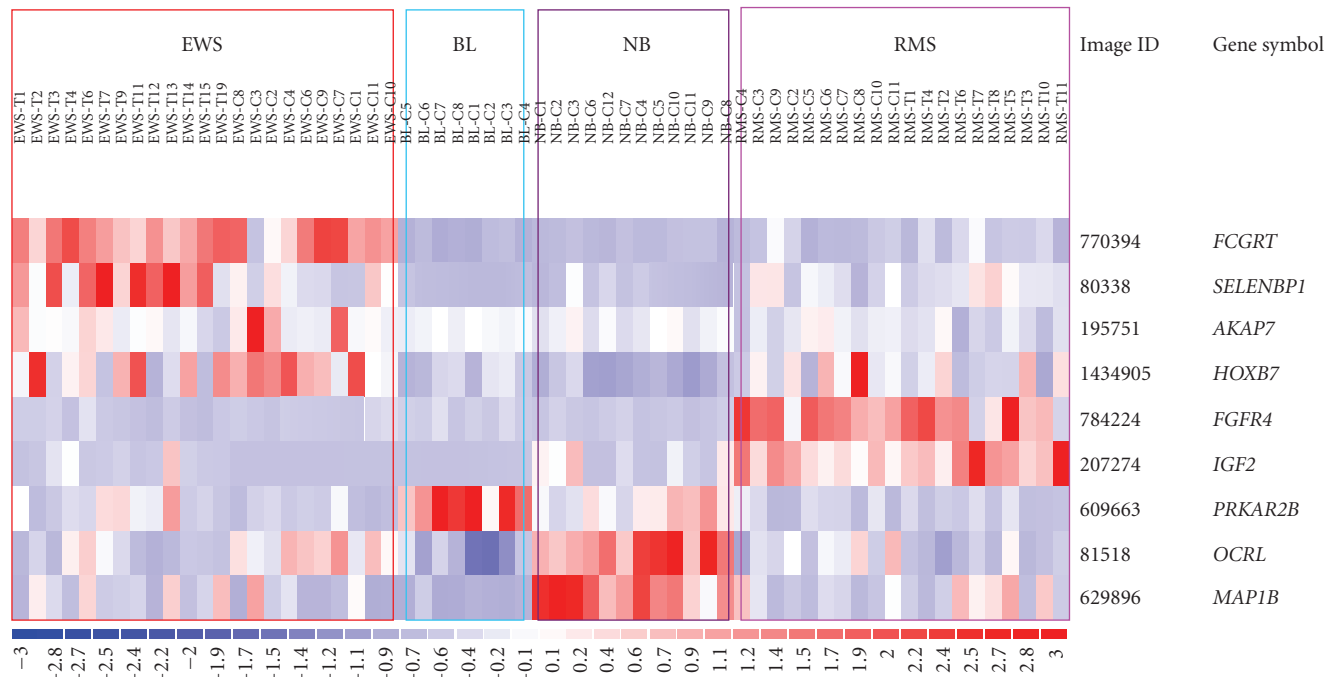 EWS BL NB RMS Image ID Gene symbol
EWS-T1
EWS-T2
EWS-T3
EWS-T4
EWS-T6
EWS-T7
EWS-T9
EWS-T11
EWS-T12
EWS-T13
EWS-T14
EWS-T15
EWS-T19
EWS-C8
EWS-C3
EWS-C2
EWS-C4
EWS-C6
EWS-C9
EWS-C7
EWS-C1
EWS-C11
EWS-C10
BL-C5
BL-C6
BL-C7
BL-C8
BL-C1
BL-C2
BL-C3
BL-C4
NB-C1
NB-C2
NB-C3
NB-C6
NB-C12
NB-C7
NB-C4
NB-C5
NB-C10
NB-C11
NB-C9
NB-C8
RMS-C4
RMS-C3
RMS-C9
RMS-C2
RMS-C5
RMS-C6
RMS-C7
RMS-C8
RMS-C10
RMS-C11
RMS-T1
RMS-T4
RMS-T2
RMS-T6
RMS-T7
RMS-T8
RMS-T5
RMS-T3
RMS-T10
RMS-T11
770394 FCGRT
80338 SELENBP1
195751 AKAP7
1434905 HOXB7
784224 FGFR4
207274 IGF2
609663 PRKAR2B
81518 OCRL
629896 MAP1B
−3
-2.8
-2.7
-2.5
-2.4
-2.2
−2
-1.9
-1.7
-1.5
-1.4
-1.2
-1.1
-0.9
-0.7
-0.6
-0.4
-0.1
0.1
0.2
0.4
0.6
0.7
0.9
1.1
1.2
1.4
1.5
1.7
1.9
2
2.2
2.4
2.5
2.7
2.8
3